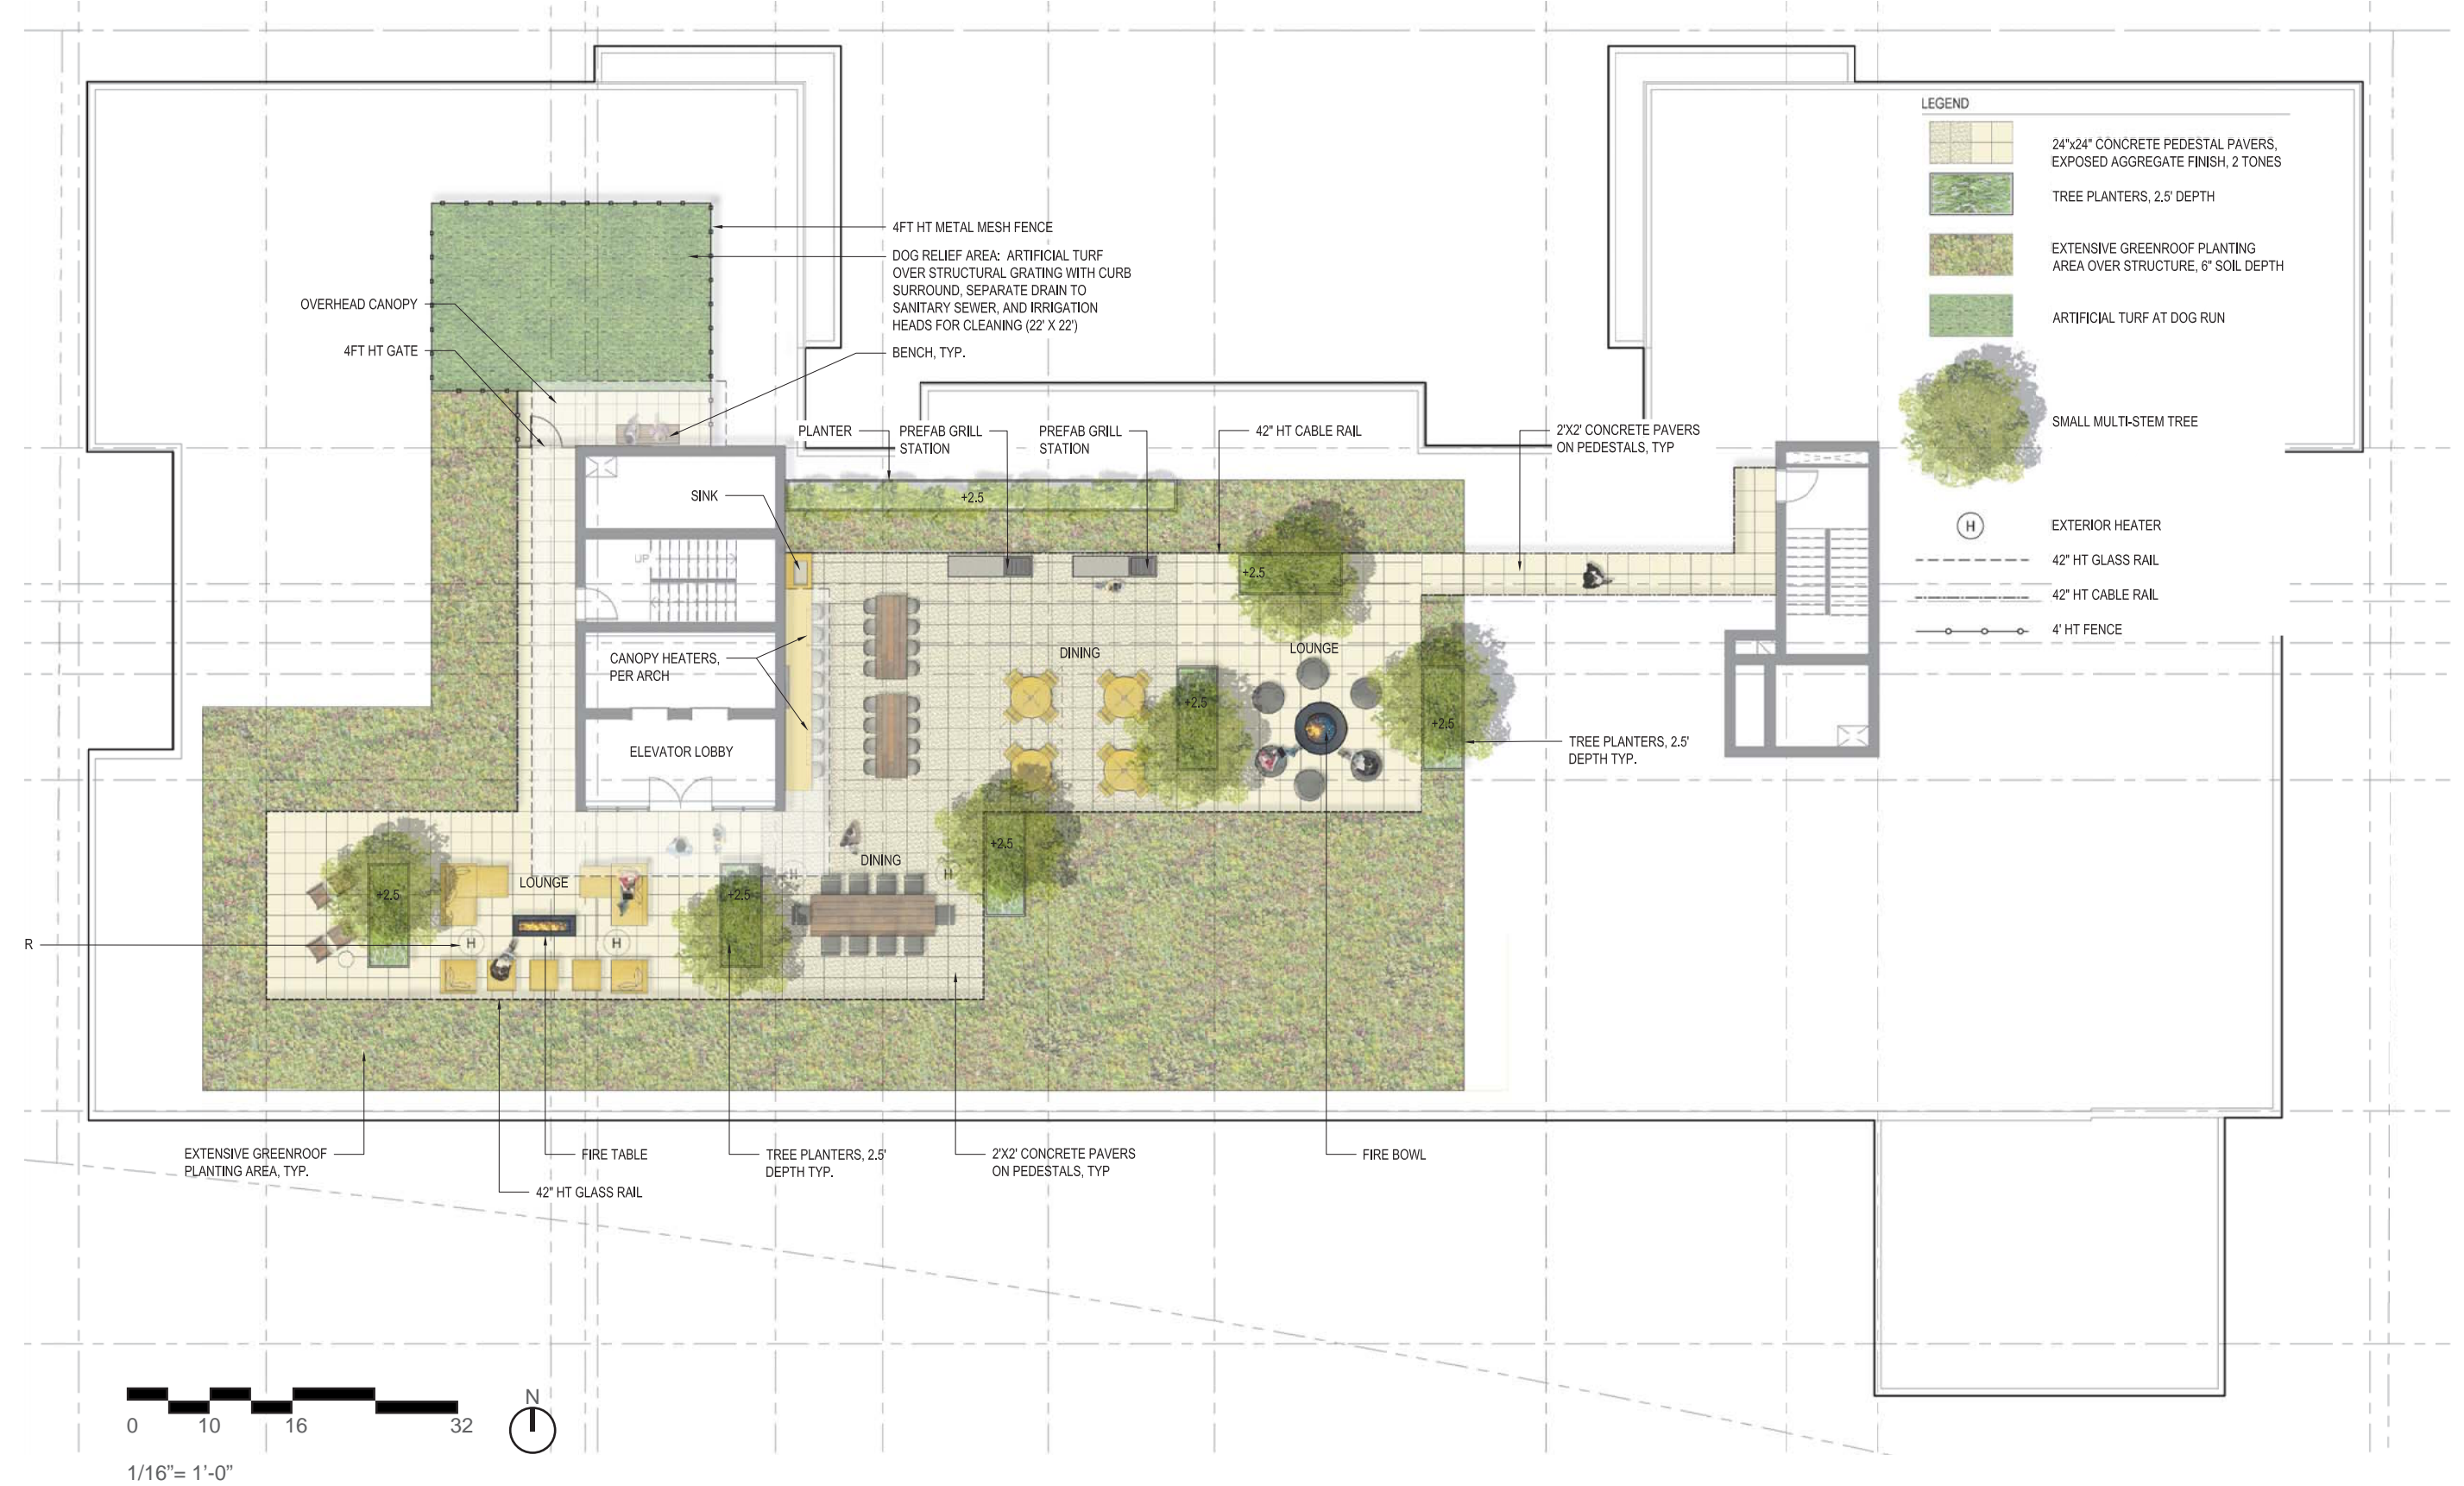 LEGEND
24"x24" CONCRETE PEDESTAL PAVERS,
EXPOSED AGGREGATE FINISH, 2 TONES
TREE PLANTERS, 2.5' DEPTH
EXTENSIVE GREENROOF PLANTING
AREA OVER STRUCTURE, 6" SOIL DEPTH
ARTIFICIAL TURF AT DOG RUN
SMALL MULTI-STEM TREE
H
EXTERIOR HEATER
42" HT GLASS RAIL
42" HT CABLE RAIL
4' HT FENCE
4FT HT METAL MESH FENCE
DOG RELIEF AREA: ARTIFICIAL TURF
OVER STRUCTURAL GRATING WITH CURB
SURROUND, SEPARATE DRAIN TO
SANITARY SEWER, AND IRRIGATION
HEADS FOR CLEANING (22' X 22')
BENCH, TYP.
OVERHEAD CANOPY
4FT HT GATE
PLANTER
PREFAB GRILL
STATION
PREFAB GRILL
STATION
42" HT CABLE RAIL
2'X2' CONCRETE PAVERS
ON PEDESTALS, TYP
SINK
+2.5
UP
+2.5
CANOPY HEATERS,
PER ARCH
DINING
LOUNGE
+2.5
+2.5
ELEVATOR LOBBY
TREE PLANTERS, 2.5'
DEPTH TYP.
+2.5
DINING
LOUNGE
H
H
+2.5
+2.5
R
H
H
EXTENSIVE GREENROOF
PLANTING AREA, TYP.
FIRE TABLE
42" HT GLASS RAIL
TREE PLANTERS, 2.5'
DEPTH TYP.
2'X2' CONCRETE PAVERS
ON PEDESTALS, TYP
FIRE BOWL
0 10 16 32
N
1/16”= 1’-0”